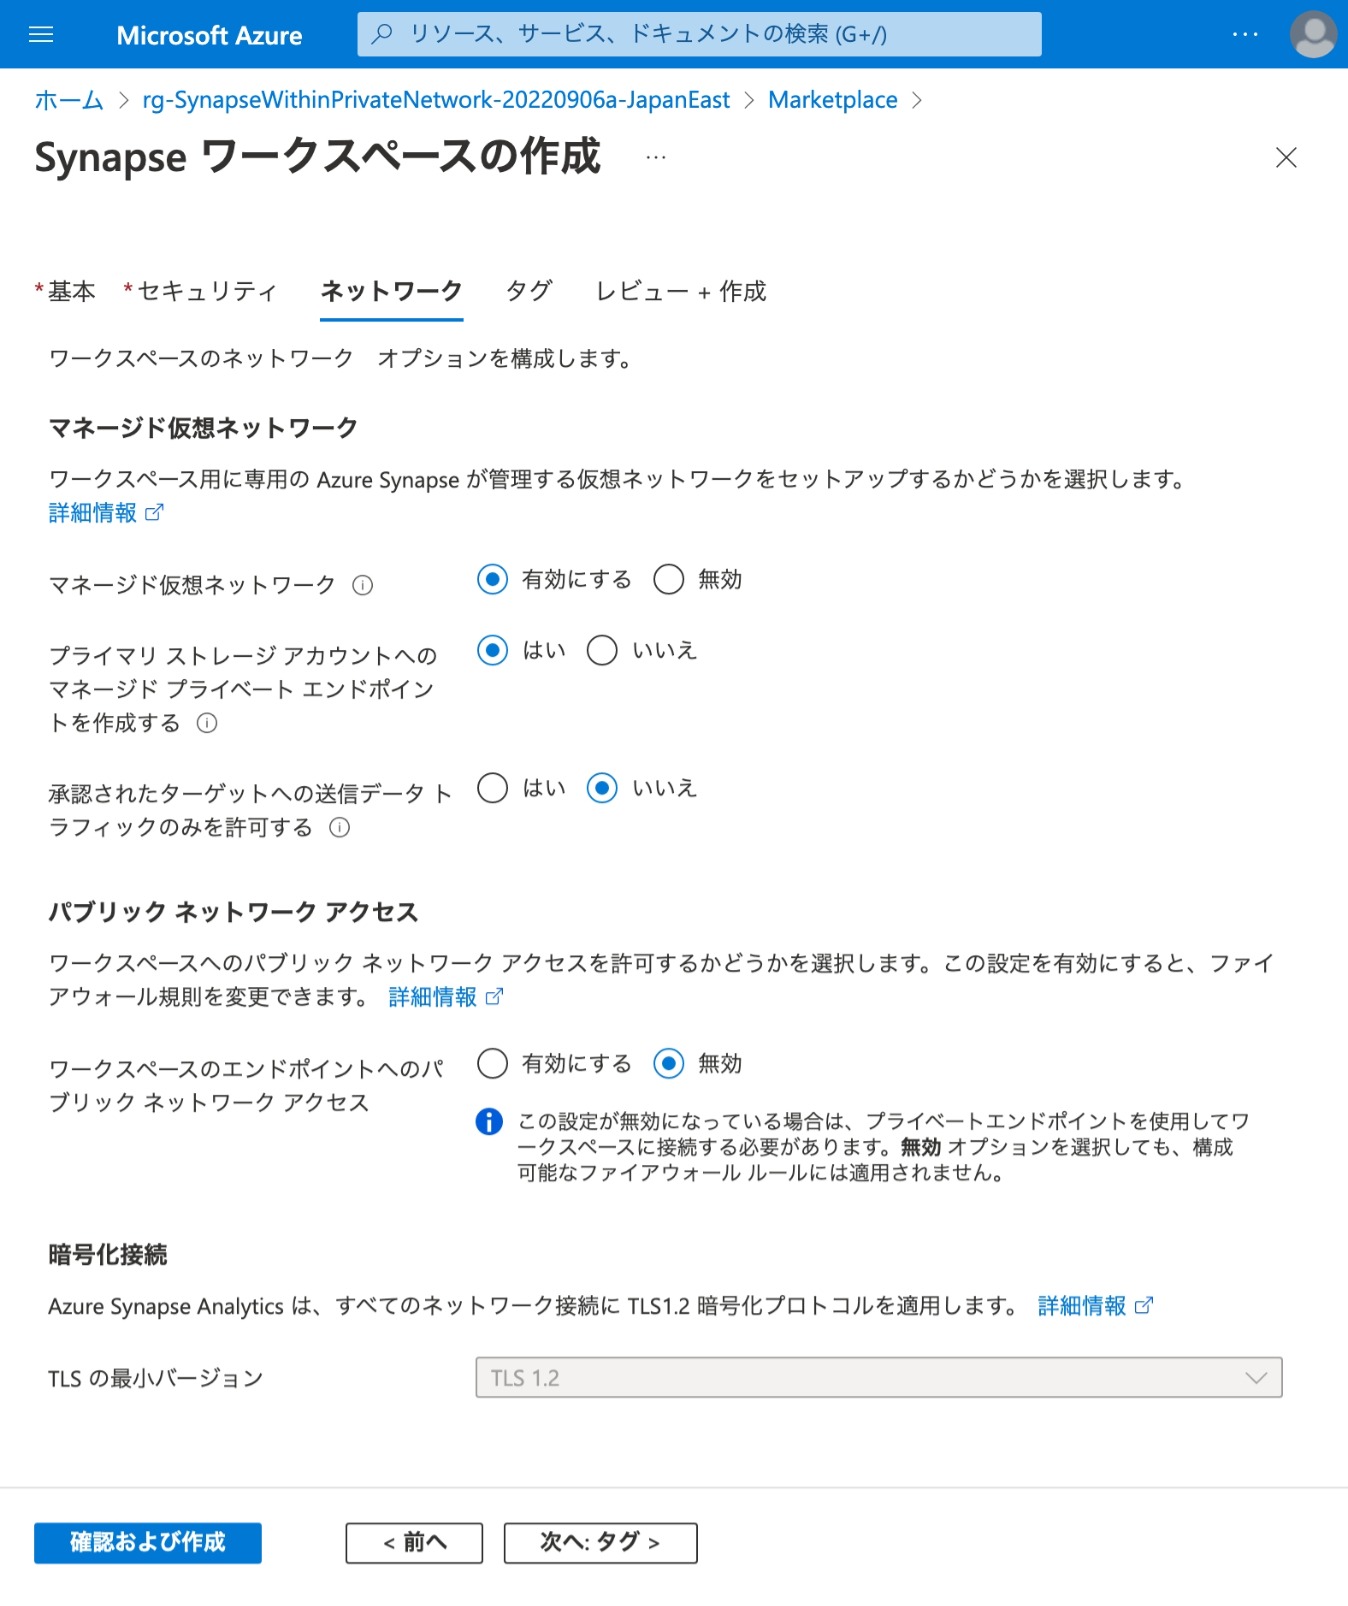 Microsoft Azure
リソース、サービス、ドキュメントの検索 (G+/)
ホーム > rg-SynapseWithinPrivateNetwork-20220906a-JapanEast > Marketplace >
Synapse ワークスペースの作成 ...
*基本 *セキュリティ ネットワーク タグ レビュー + 作成
ワークスペースのネットワーク　オプションを構成します。
マネージド仮想ネットワーク
ワークスペース用に専用の Azure Synapse が管理する仮想ネットワークをセットアップするかどうかを選択します。
詳細情報
マネージド仮想ネットワーク 有効にする 無効
プライマリ ストレージ アカウントへの はい いいえ
マネージド プライベート エンドポイン
トを作成する
承認されたターゲットへの送信データ ト はい いいえ
ラフィックのみを許可する
パブリック ネットワーク アクセス
ワークスペースへのパブリック ネットワーク アクセスを許可するかどうかを選択します。この設定を有効にすると、ファイ
アウォール規則を変更できます。 詳細情報
ワークスペースのエンドポイントへのパ 有効にする 無効
ブリック ネットワーク アクセス
この設定が無効になっている場合は、プライベートエンドポイントを使用してワ
ークスペースに接続する必要があります。無効 オプションを選択しても、構成
可能なファイアウォール ルールには適用されません。
暗号化接続
Azure Synapse Analytics は、すべてのネットワーク接続に TLS1.2 暗号化プロトコルを適用します。 詳細情報
TLS の最小バージョン TLS 1.2
確認および作成 < 前へ 次へ: タグ >